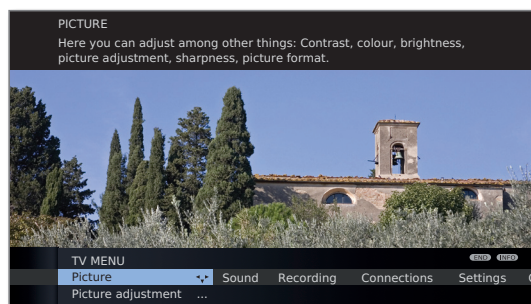 PICTURE
Here you can adjust among other things: Contrast, colour, brightness,
picture adjustment, sharpness, picture format.
TV MENU
END INFO
Picture Sound Recording Connections Settings
Picture adjustment ...